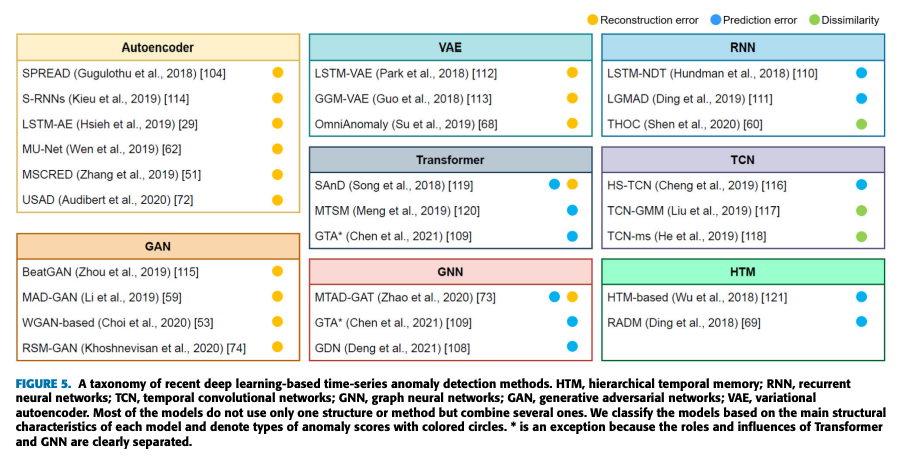 Reconstruction error
Prediction error
Dissimilarity
Autoencoder
SPREAD (Gugulothu et al., 2018) [104]
S-RNNs (Kieu et al., 2019) [114]
LSTM-AE (Hsieh et al., 2019) [29]
MU-Net (Wen et al., 2019) [62]
MSCRED (Zhang et al., 2019) [51]
USAD (Audibert et al., 2020) [72]
GAN
BeatGAN (Zhou et al., 2019) [115]
MAD-GAN (Li et al., 2019) [59]
WGAN-based (Choi et al., 2020) [53]
RSM-GAN (Khoshnevisan et al., 2020) [74]
VAE
LSTM-VAE (Park et al., 2018) [112]
GGM-VAE (Guo et al., 2018) [113]
OmniAnomaly (Su et al., 2019) [68]
Transformer
SAnD (Song et al., 2018) [119]
MTSM (Meng et al., 2019) [120]
GTA* (Chen et al., 2021) [109]
GNN
MTAD-GAT (Zhao et al., 2020) [73]
GTA* (Chen et al., 2021) [109]
GDN (Deng et al., 2021) [108]
RNN
LSTM-NDT (Hundman et al., 2018) [110]
LGMAD (Ding et al., 2019) [111]
THOC (Shen et al., 2020) [60]
TCN
HS-TCN (Cheng et al., 2019) [116]
TCN-GMM (Liu et al., 2019) [117]
TCN-ms (He et al., 2019) [118]
HTM
HTM-based (Wu et al., 2018) [121]
RADM (Ding et al., 2018) [69]
FIGURE 5. A taxonomy of recent deep learning-based time-series anomaly detection methods. HTM, hierarchical temporal memory; RNN, recurrent
neural networks; TCN, temporal convolutional networks; GNN, graph neural networks; GAN, generative adversarial networks; VAE, variational
autoencoder. Most of the models do not use only one structure or method but combine several ones. We classify the models based on the main structural
characteristics of each model and denote types of anomaly scores with colored circles. * is an exception because the roles and influences of Transformer
and GNN are clearly separated.